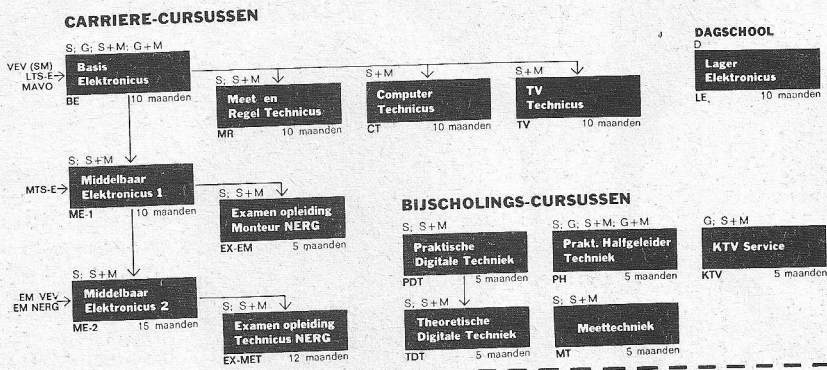 CARRIERE-CURSUSSEN
S; G; S+M; G+M
VEV (SM)
LTS-E
MAVO
Basis
Elektronicus
BE 10 maanden
S; S+M
Meet en
Regel Technicus
MR 10 maanden
S; S+M
Computer
Technicus
CT 10 maanden
S; S+M
TV
Technicus
TV 10 maanden
DAGSCHOOL
D
Lager
Elektronicus
LE 10 maanden
S; S+M
MTS-E
Middelbaar
Elektronicus 1
ME-1 10 maanden
S; S+M
Examen opleiding
Monteur NERG
EX-EM 5 maanden
S; S+M
EM VEV
EM NERG
Middelbaar
Elektronicus 2
ME-2 15 maanden
S; S+M
Examen opleiding
Technicus NERG
EX-MET 12 maanden
BIJSCHOLINGS-CURSUSSEN
S; S+M
Praktische
Digitale Techniek
PDT 5 maanden
S; G; S+M; G+M
Prakt. Halfgeleider
Techniek
PH 5 maanden
G; S+M
KTV Service
KTV 5 maanden
S; S+M
Theoretische
Digitale Techniek
TDT 5 maanden
S; S+M
Meettechniek
MT 5 maanden